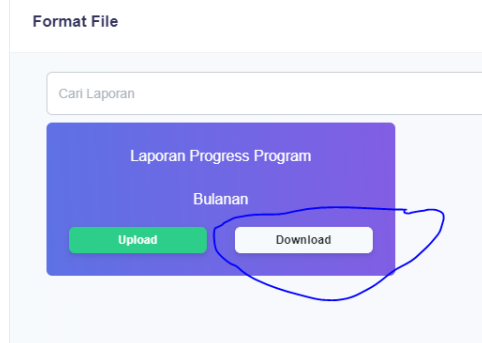 Format File
Cari Laporan
Laporan Progress Program
Bulanan
Upload
Download